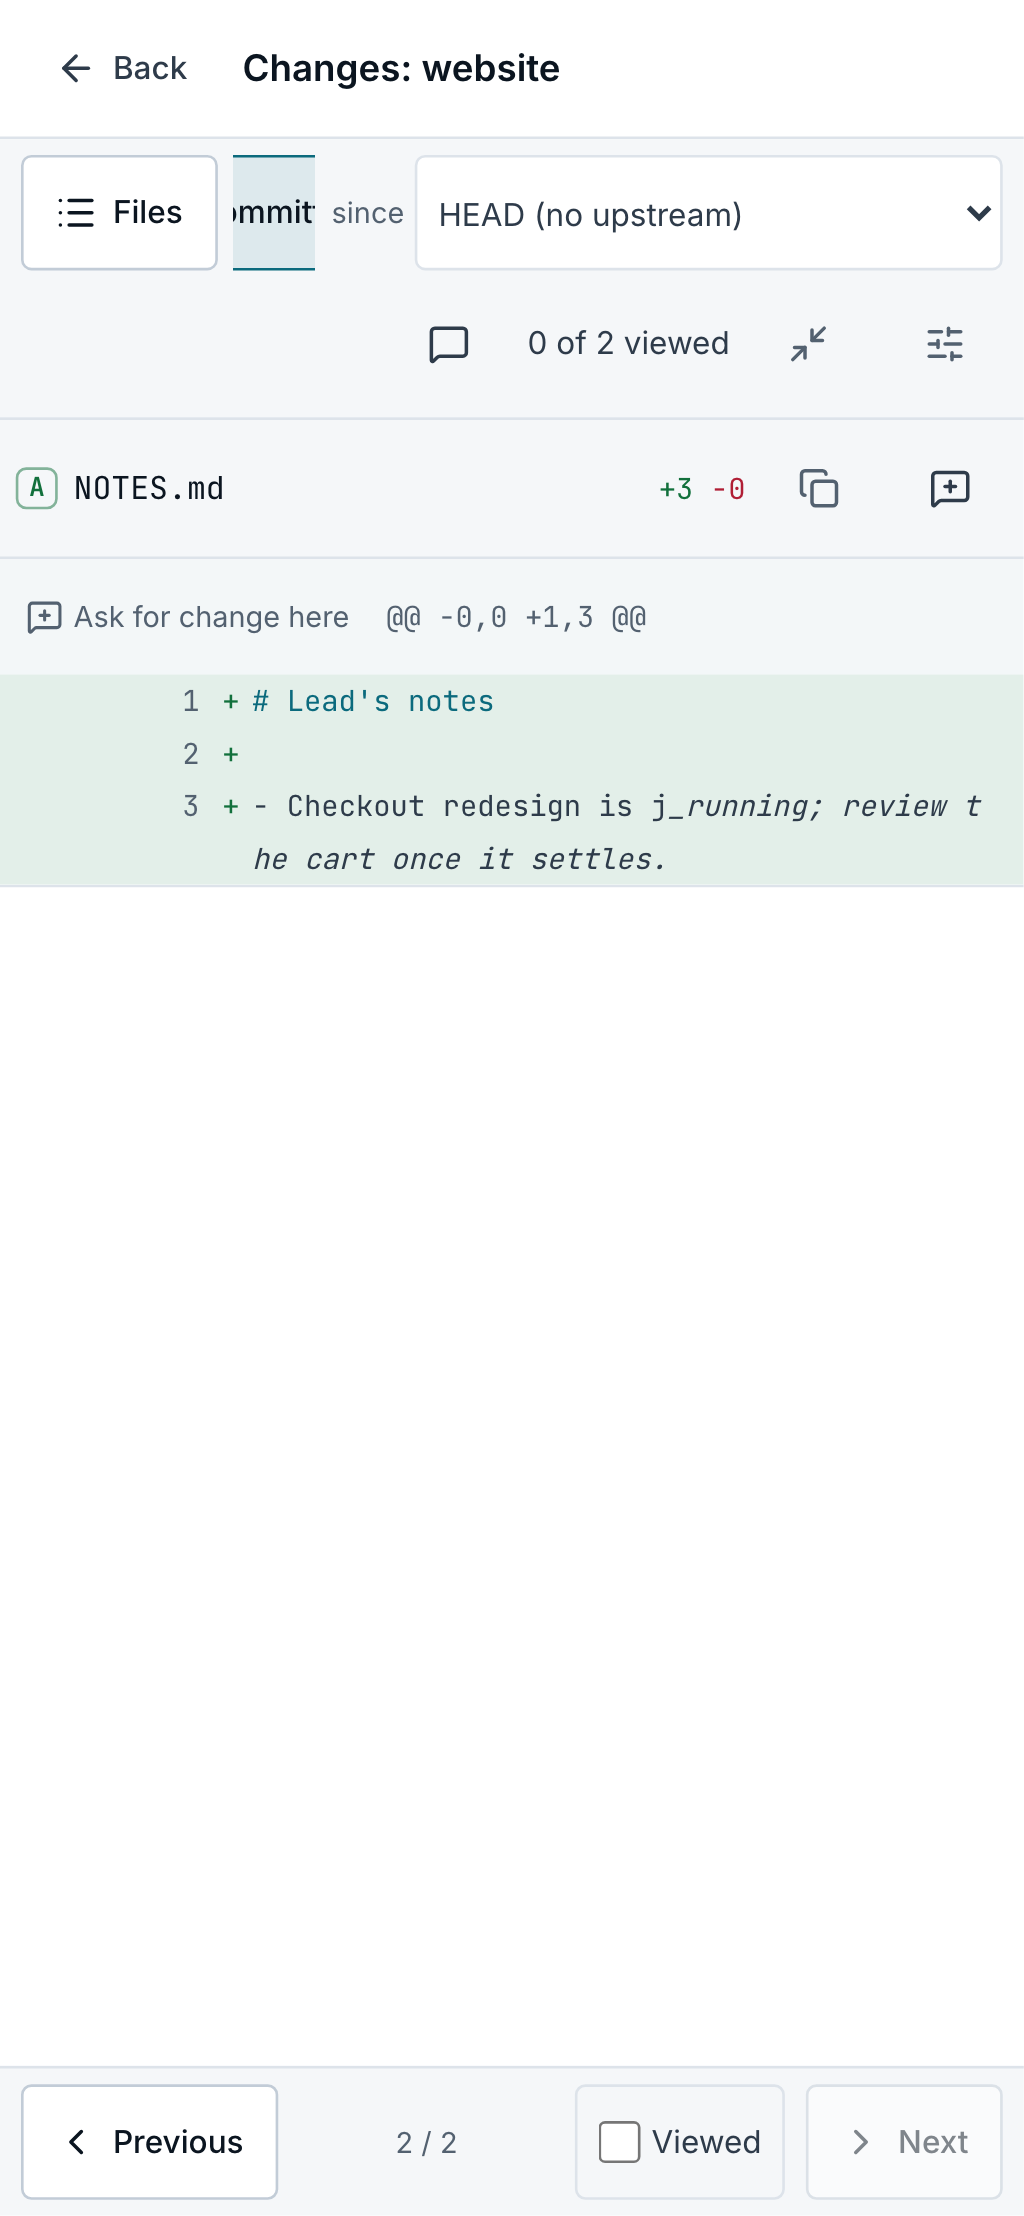 Back Changes: website
Files ommit since HEAD (no upstream)
0 of 2 viewed
A NOTES.md +3 -0
Ask for change here @@ -0,0 +1,3 @@
1 + # Lead's notes
2 +
3 + - Checkout redesign is j_running; review t
he cart once it settles.
Previous 2 / 2 Viewed Next